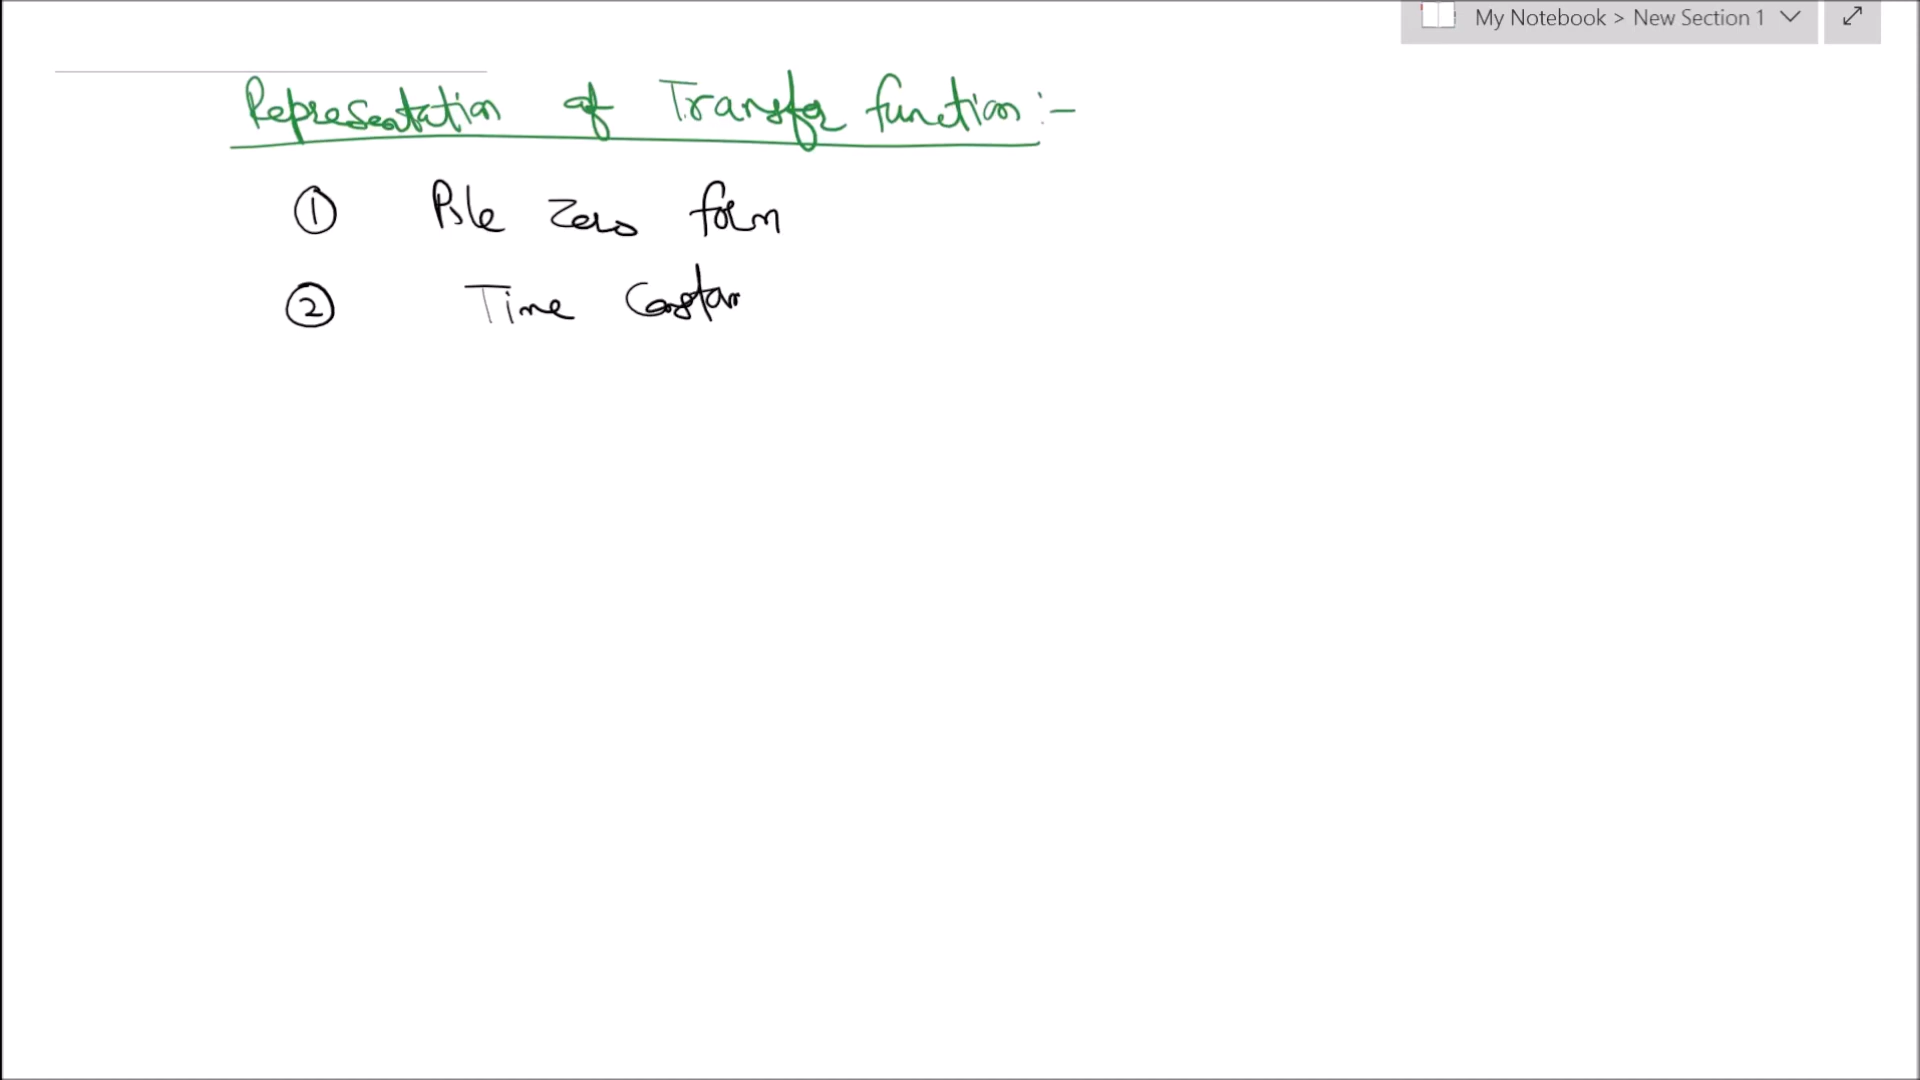 My Notebook > New Section 1
Representation of Transfer function :-
① Pole Zero form
② Time Constan